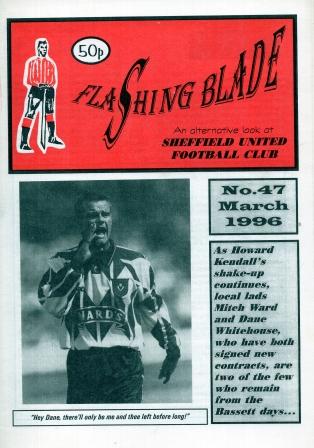 50p
FLASHING BLADE
An alternative look at
SHEFFIELD UNITED
FOOTBALL CLUB
No.47
March
1996
As Howard
Kendall's
shake-up
continues,
local lads
Mitch Ward
and Dane
Whitehouse,
who have both
signed new
contracts, are
two of the few
who remain
from the
Bassett days...
WARDS
"Hey Dane, there'll only be me and thee left before long!"